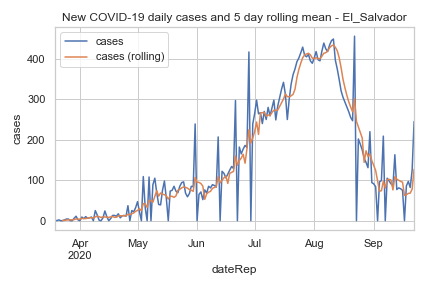 New COVID-19 daily cases and 5 day rolling mean - El_Salvador
cases
cases (rolling)
400
300
200
100
0
cases
Apr
2020
May
Jun
Jul
Aug
Sep
dateRep